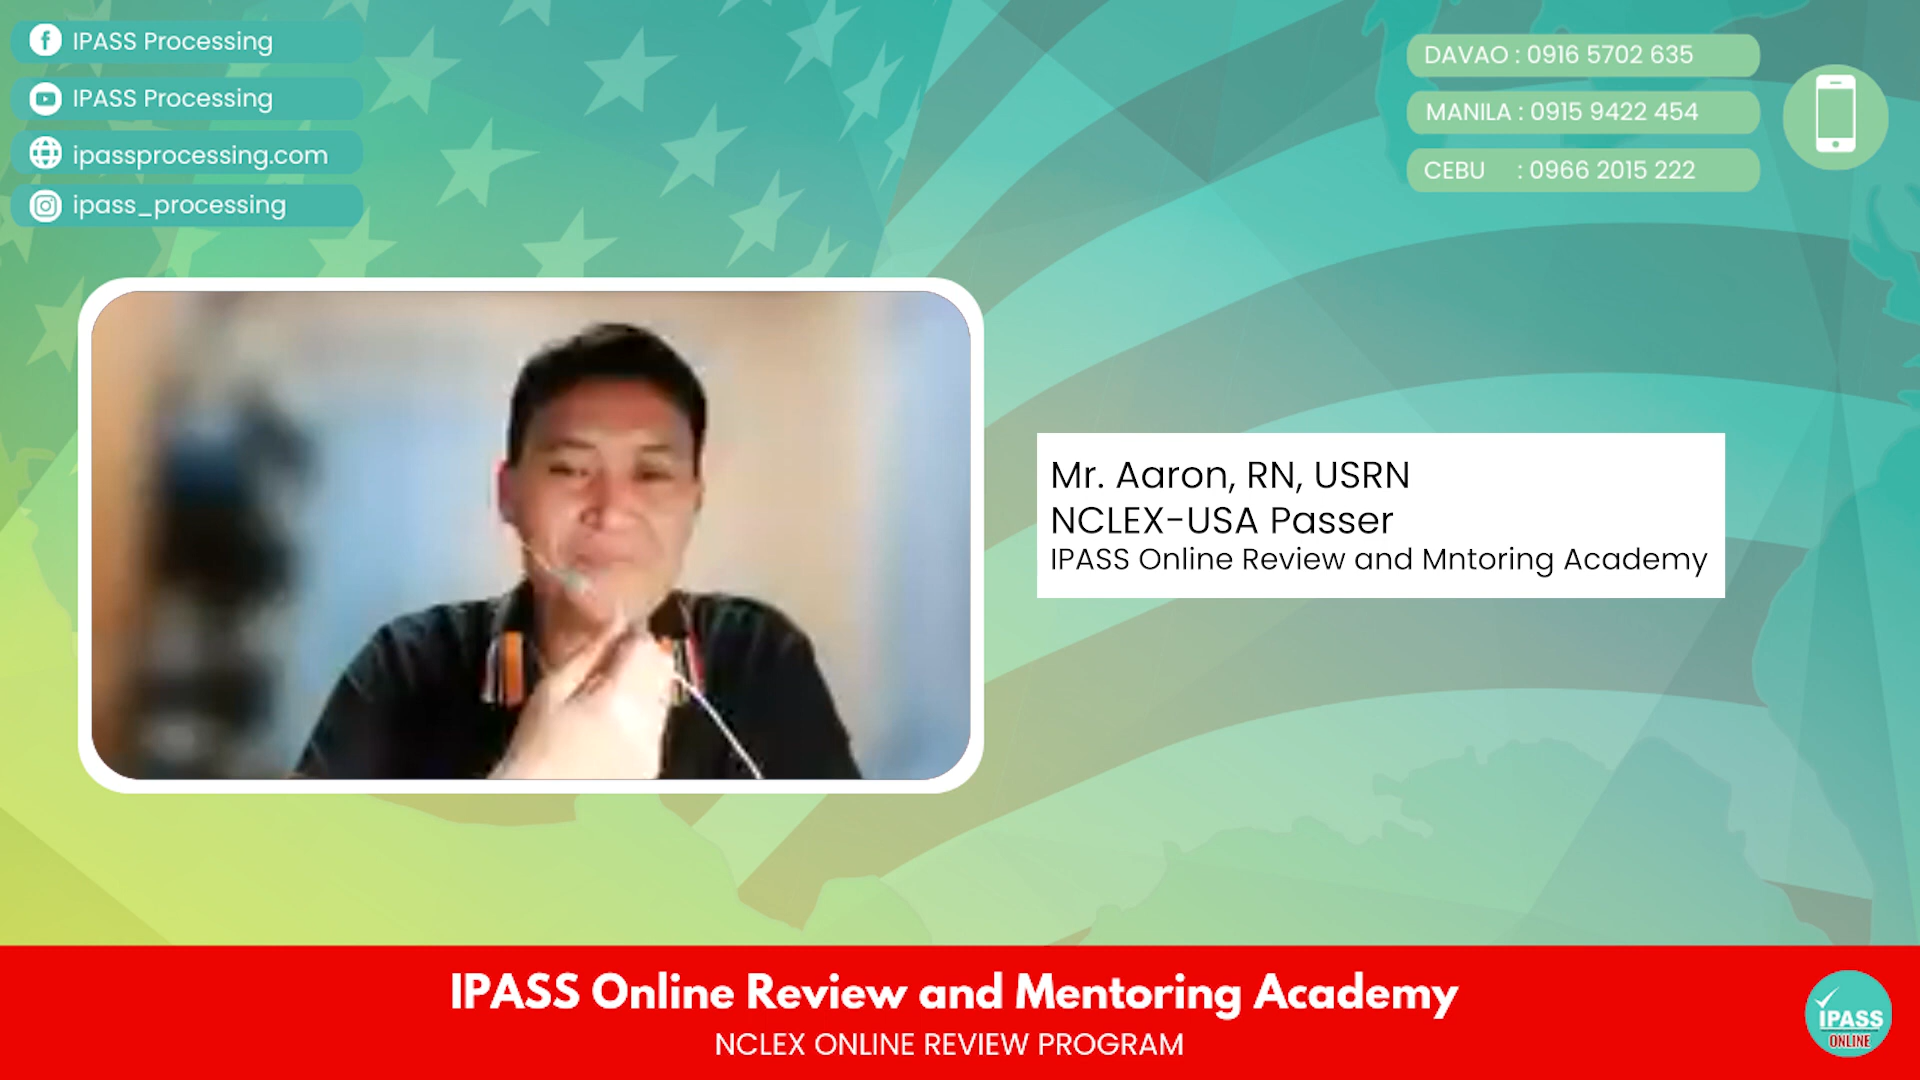 IPASS Processing
IPASS Processing
ipassprocessing.com
ipass_processing
DAVAO : 0916 5702 635
MANILA : 0915 9422 454
CEBU : 0966 2015 222
Mr. Aaron, RN, USRN
NCLEX-USA Passer
IPASS Online Review and Mntoring Academy
IPASS Online Review and Mentoring Academy
NCLEX ONLINE REVIEW PROGRAM
IPASS
ONLINE